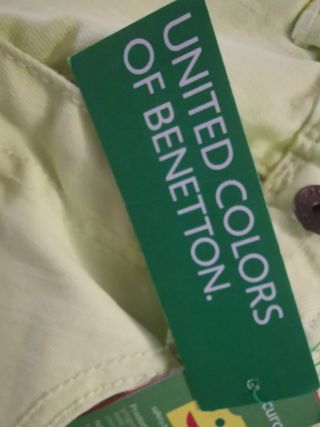 UNITED COLORS
OF BENETTON.